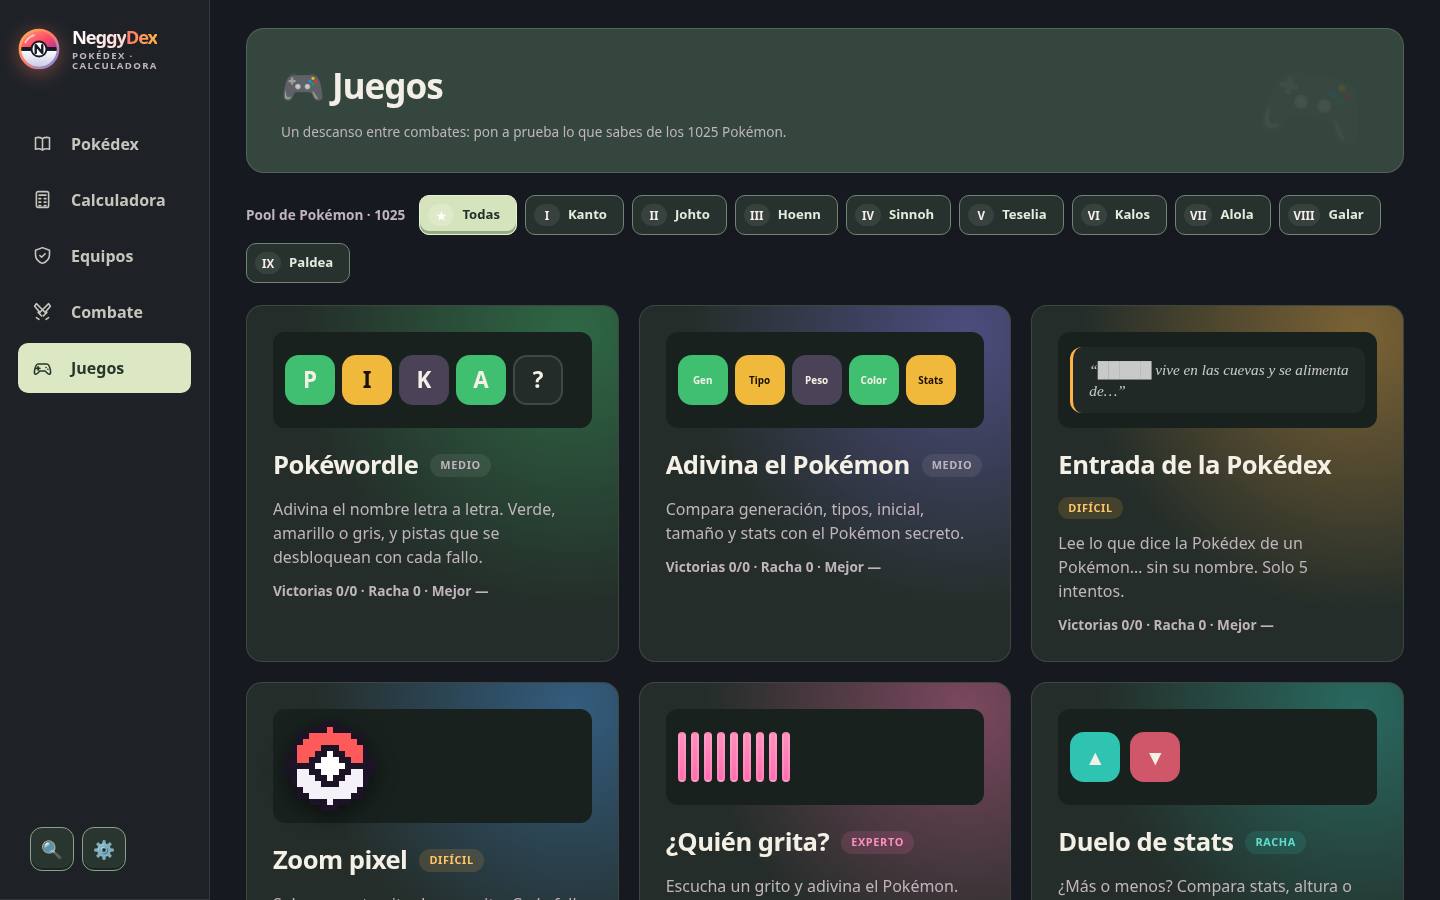 NeggyDex
POKÉDEX ·
CALCULADORA
Pokédex
Calculadora
Equipos
Combate
Juegos
🎮 Juegos
Un descanso entre combates: pon a prueba lo que sabes de los 1025 Pokémon.
Pool de Pokémon · 1025
★ Todas
I Kanto
II Johto
III Hoenn
IV Sinnoh
V Teselia
VI Kalos
VII Alola
VIII Galar
IX Paldea
P I K A ?
Pokéwordle MEDIO
Adivina el nombre letra a letra. Verde,
amarillo o gris, y pistas que se
desbloquean con cada fallo.
Victorias 0/0 · Racha 0 · Mejor —
Gen Tipo Peso Color Stats
Adivina el Pokémon MEDIO
Compara generación, tipos, inicial,
tamaño y stats con el Pokémon secreto.
Victorias 0/0 · Racha 0 · Mejor —
“█████ vive en las cuevas y se alimenta
de…”
Entrada de la Pokédex
DIFÍCIL
Lee lo que dice la Pokédex de un
Pokémon... sin su nombre. Solo 5
intentos.
Victorias 0/0 · Racha 0 · Mejor —
Zoom pixel DIFÍCIL
¿Quién grita? EXPERTO
Escucha un grito y adivina el Pokémon.
▲ ▼
Duelo de stats RACHA
¿Más o menos? Compara stats, altura o